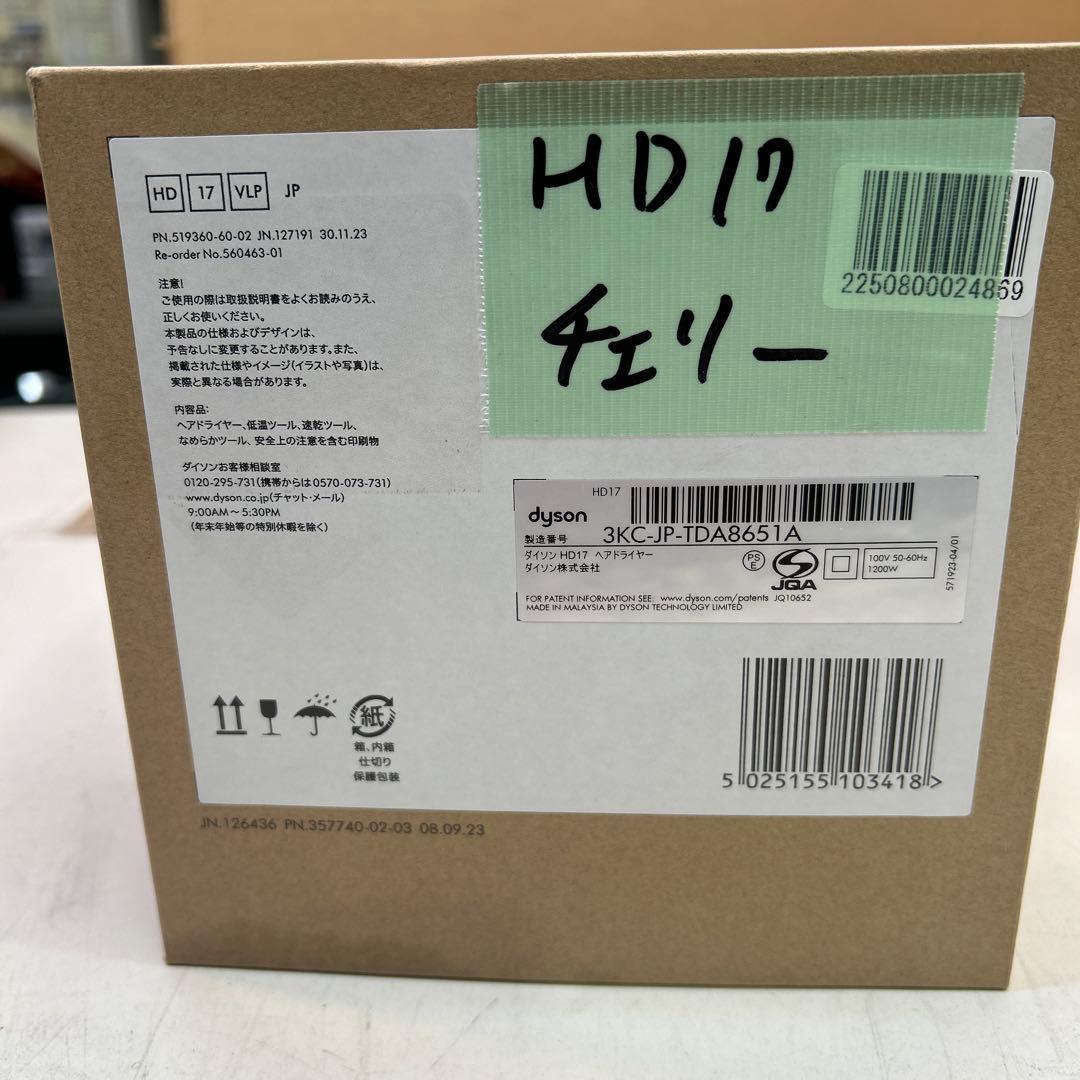 HD 17 VLP JP
PN.519360-60-02 JN.127191 30.11.23
Re-order No.560463-01
注意!
ご使用の際は取扱説明書をよくお読みのうえ、
正しくお使いください。
本製品の仕様およびデザインは、
予告なしに変更することがあります。また、
掲載された仕様やイメージ(イラストや写真)は、
実際と異なる場合があります。
内容品:
ヘアドライヤー、低温ツール、速乾ツール、
なめらかツール、安全上の注意を含む印刷物
ダイソンお客様相談室
0120-295-731(携帯からは0570-073-731)
www.dyson.co.jp(チャット・メール)
9:00AM～5:30PM
(年末年始等の特別休暇を除く)
HD17
チェリー
2250800024869
HD17
dyson
製造番号 3KC-JP-TDA8651A
ダイソン HD17 ヘアドライヤー
ダイソン株式会社
PS
E
JQA
100V 50-60Hz
1200W
FOR PATENT INFORMATION SEE: www.dyson.com/patents JQ10652
MADE IN MALAYSIA BY DYSON TECHNOLOGY LIMITED
571923-04/01
紙
箱、内箱
仕切り
保護包装
5 025155 103418 >
JN.126436 PN.357740-02-03 08.09.23